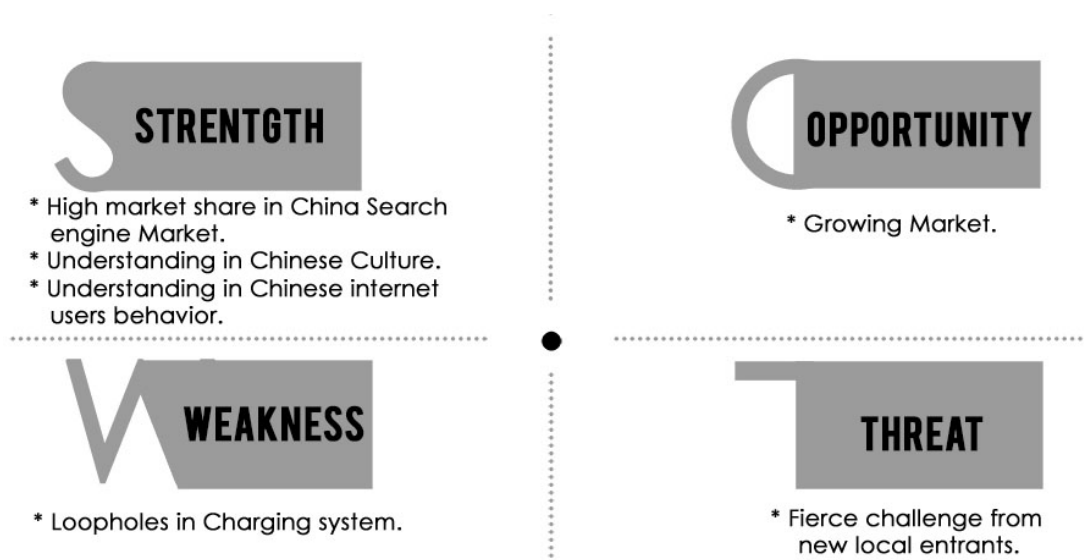 STRENTGTH
* High market share in China Search
engine Market.
* Understanding in Chinese Culture.
* Understanding in Chinese internet
users behavior.
OPPORTUNITY
* Growing Market.
WEAKNESS
* Loopholes in Charging system.
THREAT
* Fierce challenge from
new local entrants.